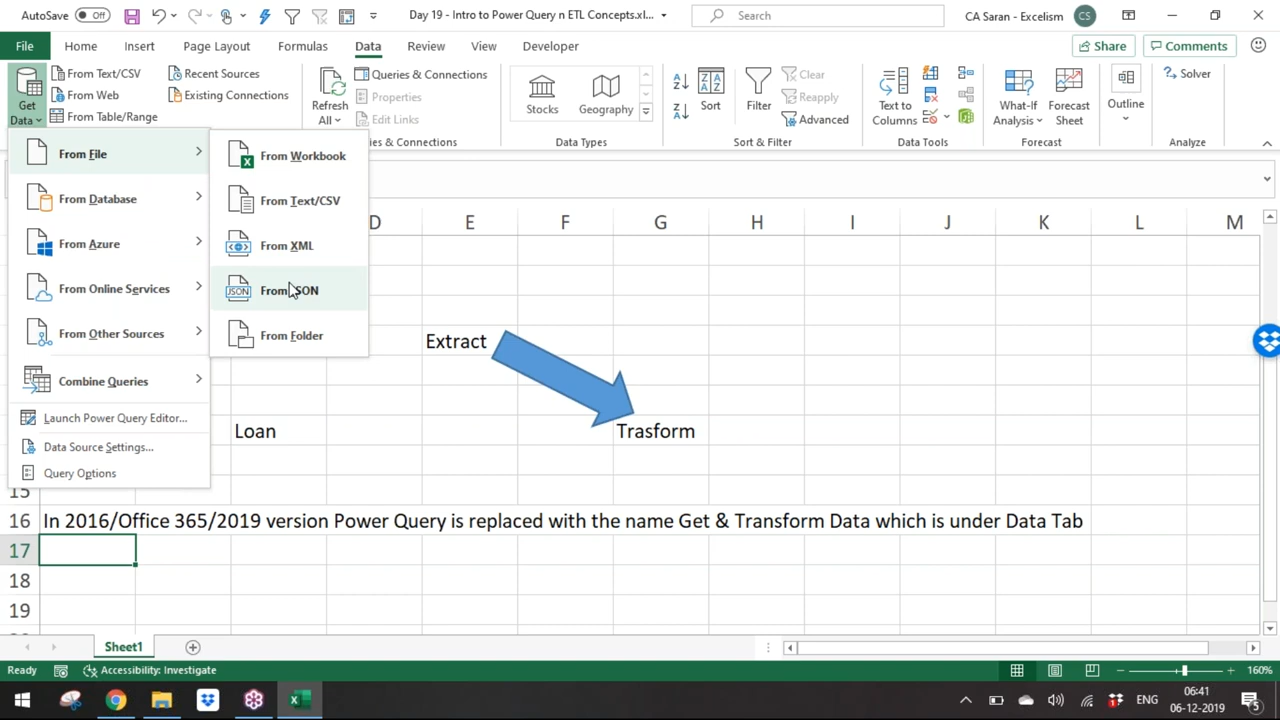 AutoSave Off Day 19 - Intro to Power Query n ETL Concepts.xl... Search CA Saran - Excelism CS
File Home Insert Page Layout Formulas Data Review View Developer Share Comments
Get Data
From Text/CSV
From Web
From Table/Range
Recent Sources
Existing Connections
Refresh All
Queries & Connections
Properties
Edit Links
Stocks Geography
Sort
Filter
Clear
Reapply
Advanced
Text to Columns
What-If Analysis
Forecast Sheet
Outline
Solver
s & Connections Data Types Sort & Filter Data Tools Forecast Analyze
From File
From Database
From Azure
From Online Services
From Other Sources
Combine Queries
Launch Power Query Editor...
Data Source Settings...
Query Options
From Workbook
From Text/CSV
From XML
JSON From JSON
From Folder
D E F G H I J K L M
Extract
Loan Trasform
15
16 In 2016/Office 365/2019 version Power Query is replaced with the name Get & Transform Data which is under Data Tab
17
18
19
Sheet1
Ready Accessibility: Investigate 160%
ENG 06:41
06-12-2019 5